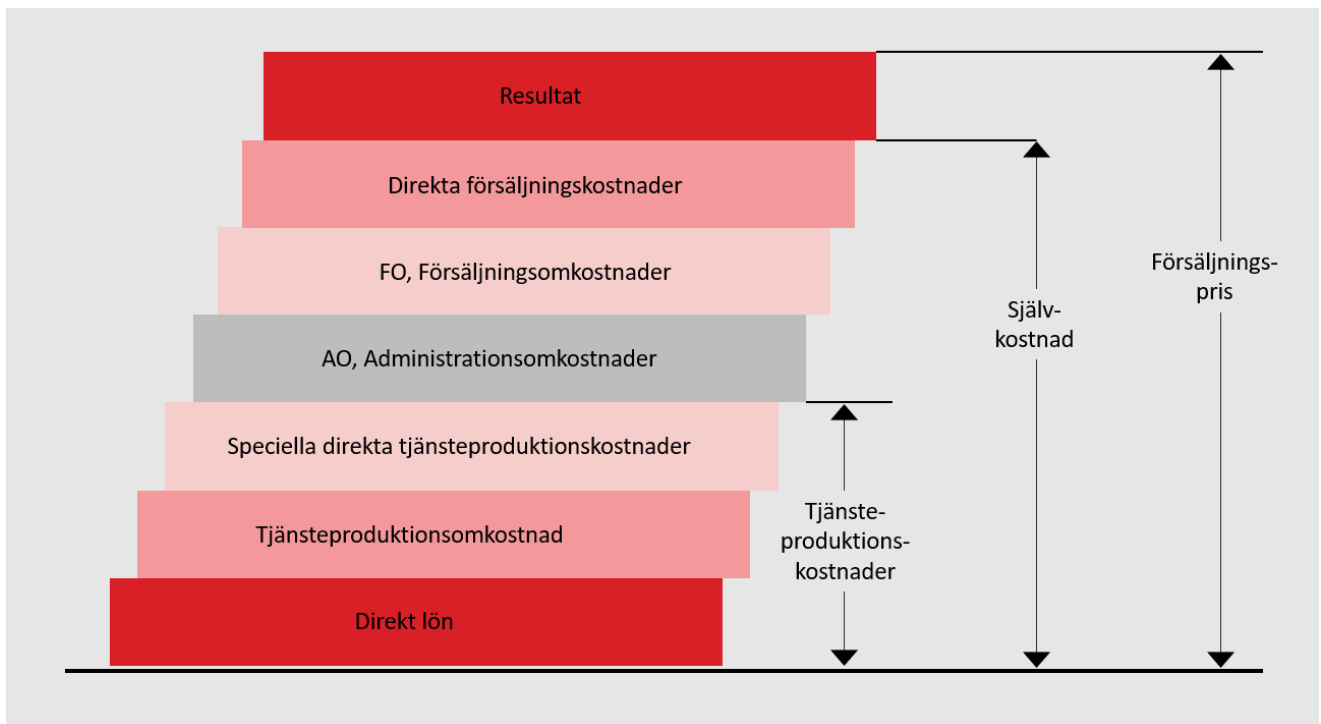 Resultat
Direkta försäljningskostnader
FO, Försäljningsomkostnader
AO, Administrationsomkostnader
Speciella direkta tjänsteproduktionskostnader
Tjänsteproduktionsomkostnad
Direkt lön
Tjänste-
produktions-
kostnader
Själv-
kostnad
Försäljnings-
pris